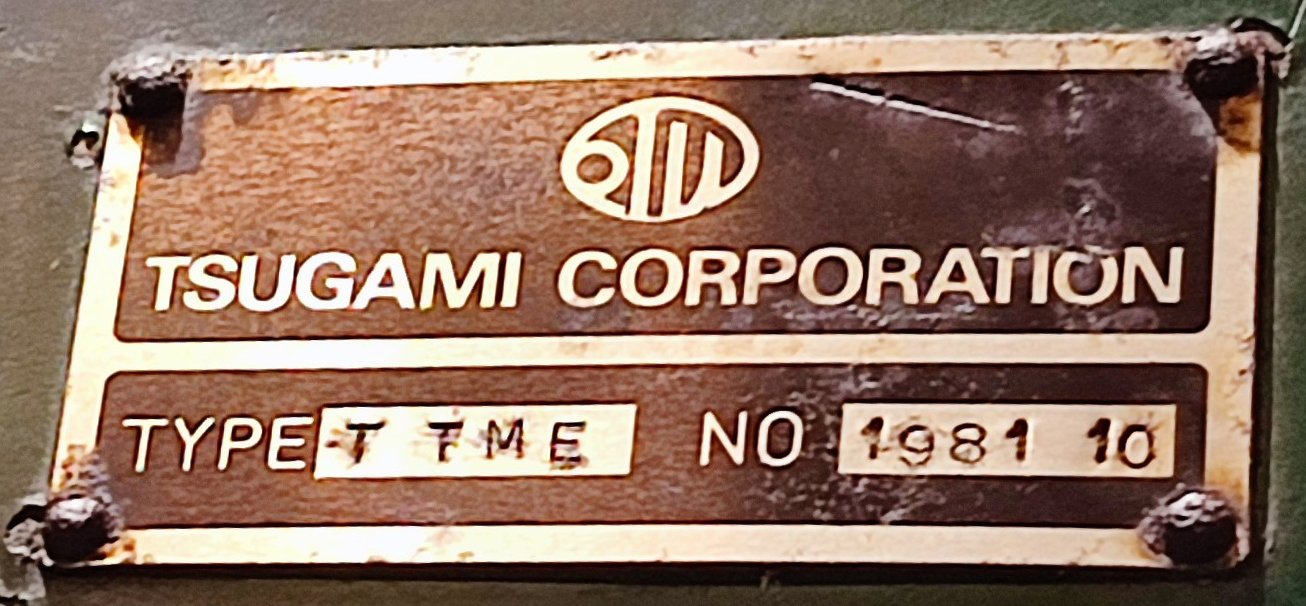 TSUGAMI CORPORATION
TYPE T TME NO 1981 10